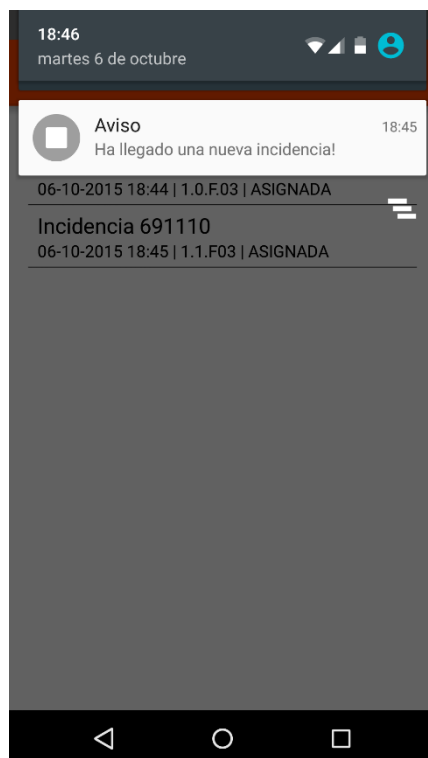 18:46
martes 6 de octubre
Aviso 18:45
Ha llegado una nueva incidencia!
06-10-2015 18:44 | 1.0.F.03 | ASIGNADA
Incidencia 691110
06-10-2015 18:45 | 1.1.F03 | ASIGNADA